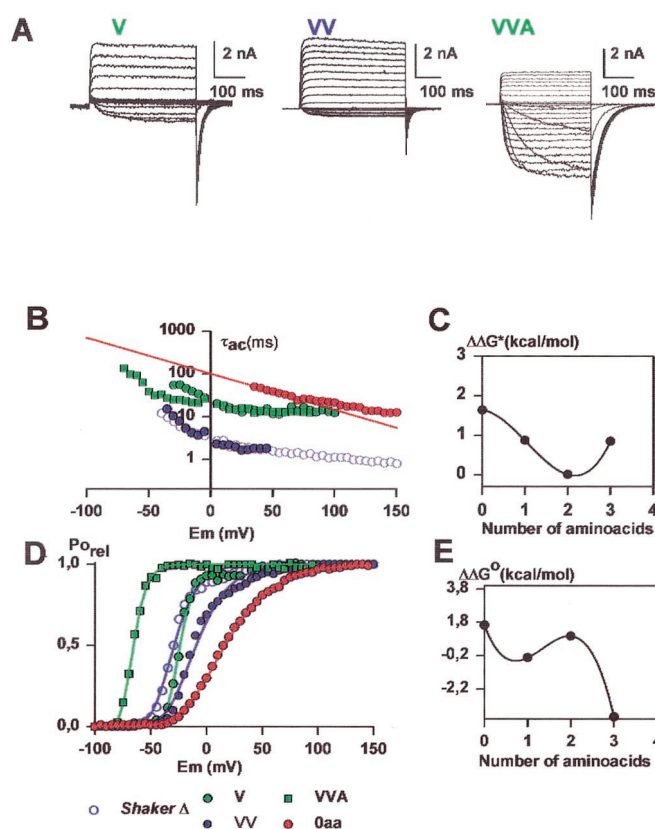 A
V
VV
VVA
2 nA
100 ms
2 nA
100 ms
2 nA
100 ms
B
1000
τac(ms)
100
10
1
-100 -50 0 50 100 150
Em (mV)
C
ΔΔG*(kcal/mol)
3
2
1
0
0 1 2 3 4
Number of aminoacids
D
Porel
1,0
0,5
0,0
-100 -50 0 50 100 150
Em (mV)
E
ΔΔGO(kcal/mol)
3,8
1,8
-0,2
-2,2
0 1 2 3 4
Number of aminoacids
Shaker Δ
V
VVA
VV
0aa